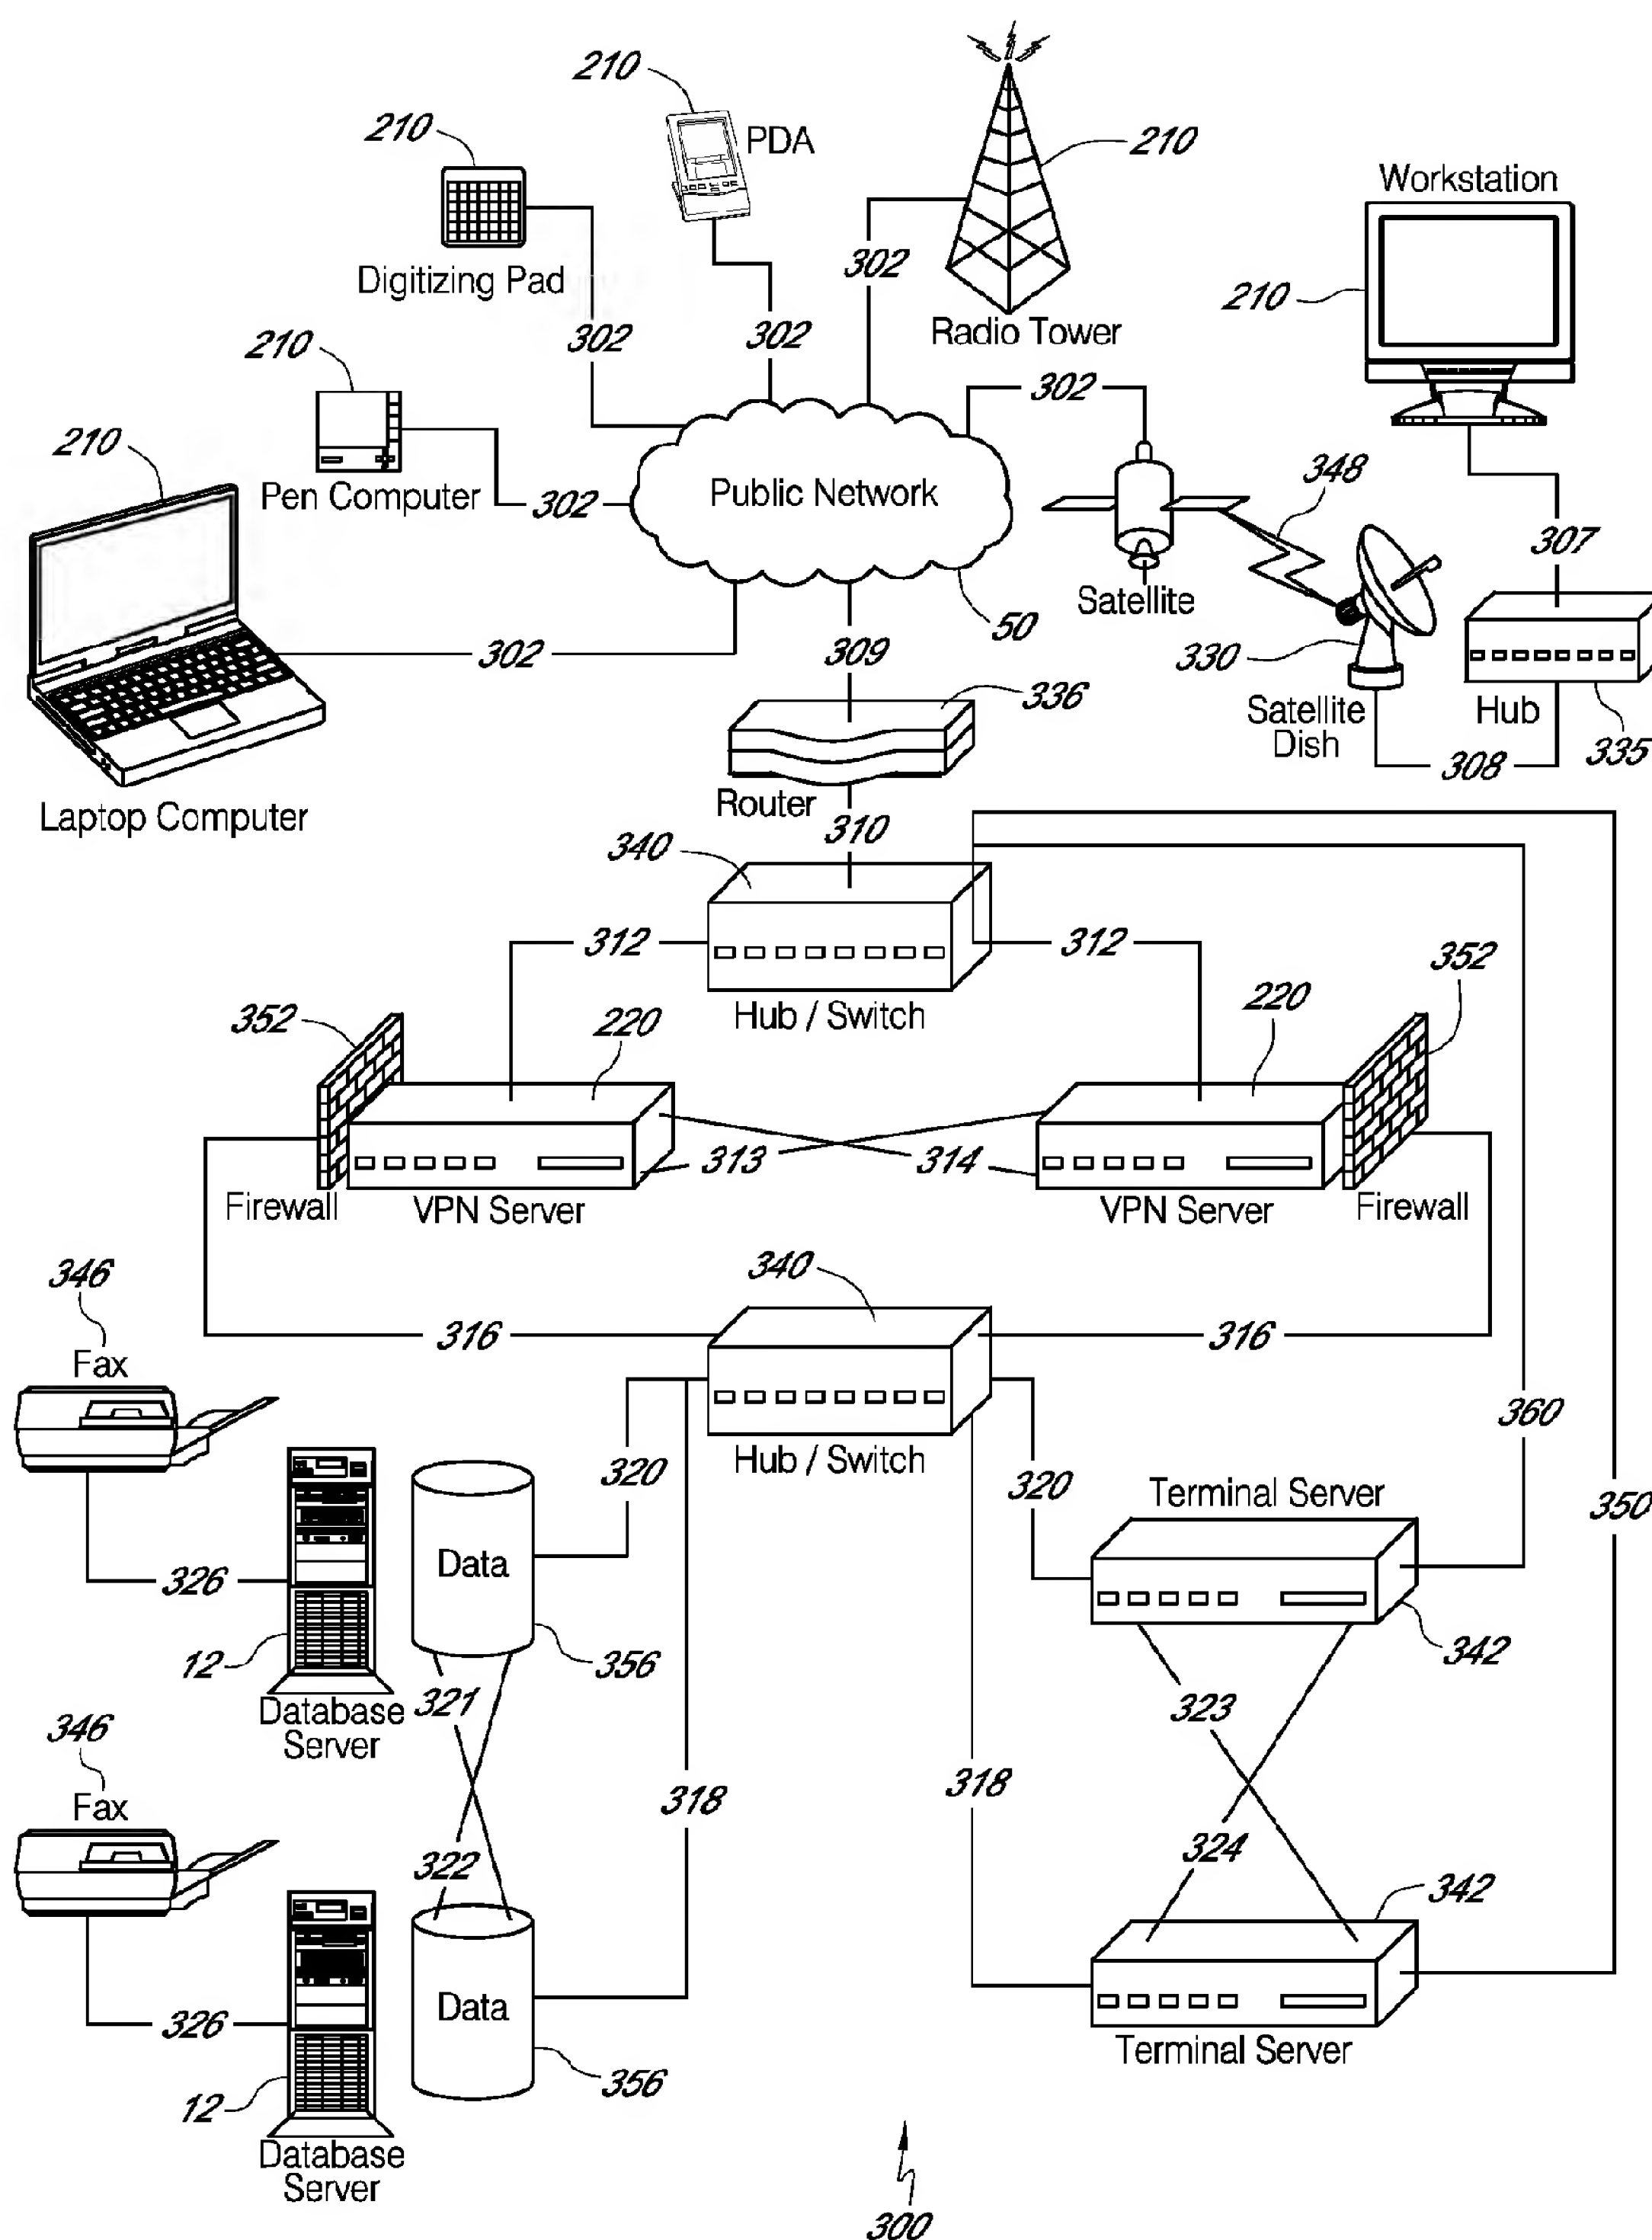 210
PDA
210
210
Workstation
Digitizing Pad
302
210
Radio Tower
302
302
210
302
210
Pen Computer
302
Public Network
348
307
Satellite
50
302
309
330
336
Satellite
Dish
Hub
335
308
Router
Laptop Computer
310
340
312
312
352
Hub / Switch
352
220
220
313
314
Firewall
VPN Server
VPN Server
Firewall
340
346
316
316
Fax
360
Hub / Switch
320
320
Terminal Server
350
Data
326
342
12
356
321
Database
Server
323
346
318
318
Fax
322
324
342
Data
326
Terminal Server
356
12
Database
Server
300